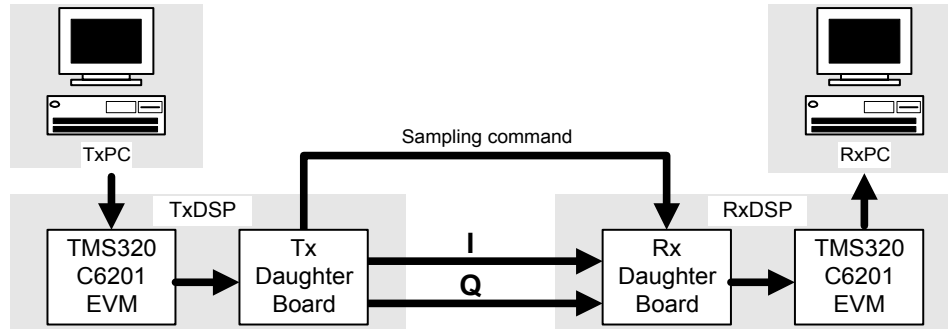 Sampling command
TxPC
RxPC
TxDSP
RxDSP
TMS320
C6201
EVM
Tx
Daughter
Board
I
Q
Rx
Daughter
Board
TMS320
C6201
EVM